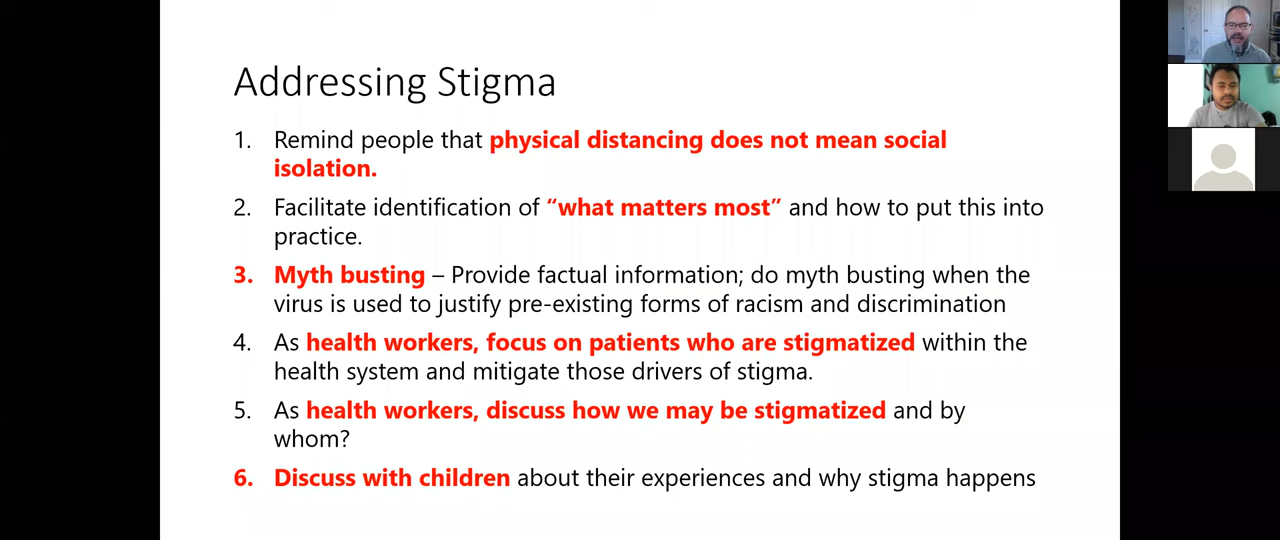 Addressing Stigma
1. Remind people that physical distancing does not mean social
isolation.
2. Facilitate identification of “what matters most” and how to put this into
practice.
3. Myth busting – Provide factual information; do myth busting when the
virus is used to justify pre-existing forms of racism and discrimination
4. As health workers, focus on patients who are stigmatized within the
health system and mitigate those drivers of stigma.
5. As health workers, discuss how we may be stigmatized and by
whom?
6. Discuss with children about their experiences and why stigma happens